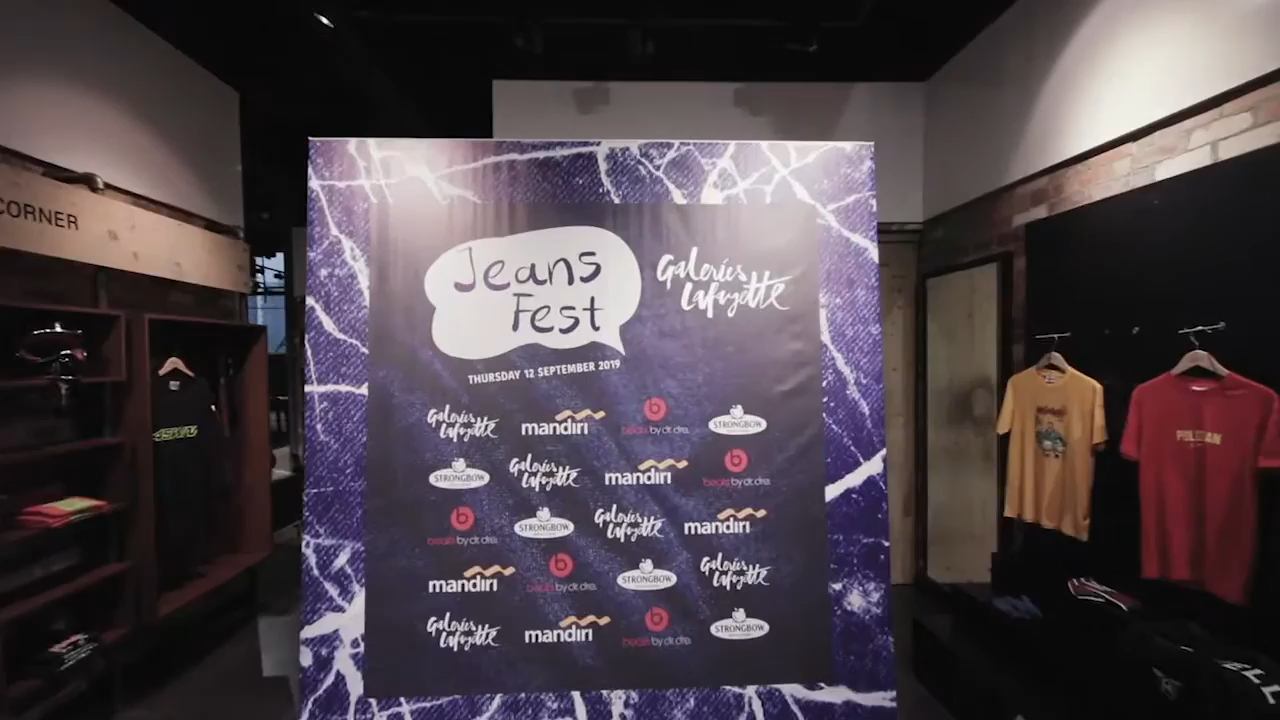 CORNER
Jeans
Fest
Galeries
Lafayette
THURSDAY 12 SEPTEMBER 2019
Galeries Lafayette mandiri beats by dr. dre. STRONGBOW
STRONGBOW Galeries Lafayette mandiri beats by dr. dre.
beats by dr. dre. STRONGBOW Galeries Lafayette mandiri
mandiri beats by dr. dre. STRONGBOW Galeries Lafayette
Galeries Lafayette mandiri beats by dr. dre. STRONGBOW